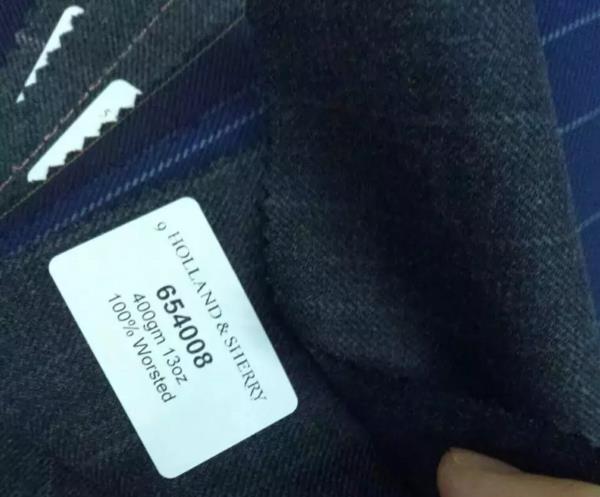 9 HOLLAND & SHERRY
654008
400gm 13oz
100% Worsted